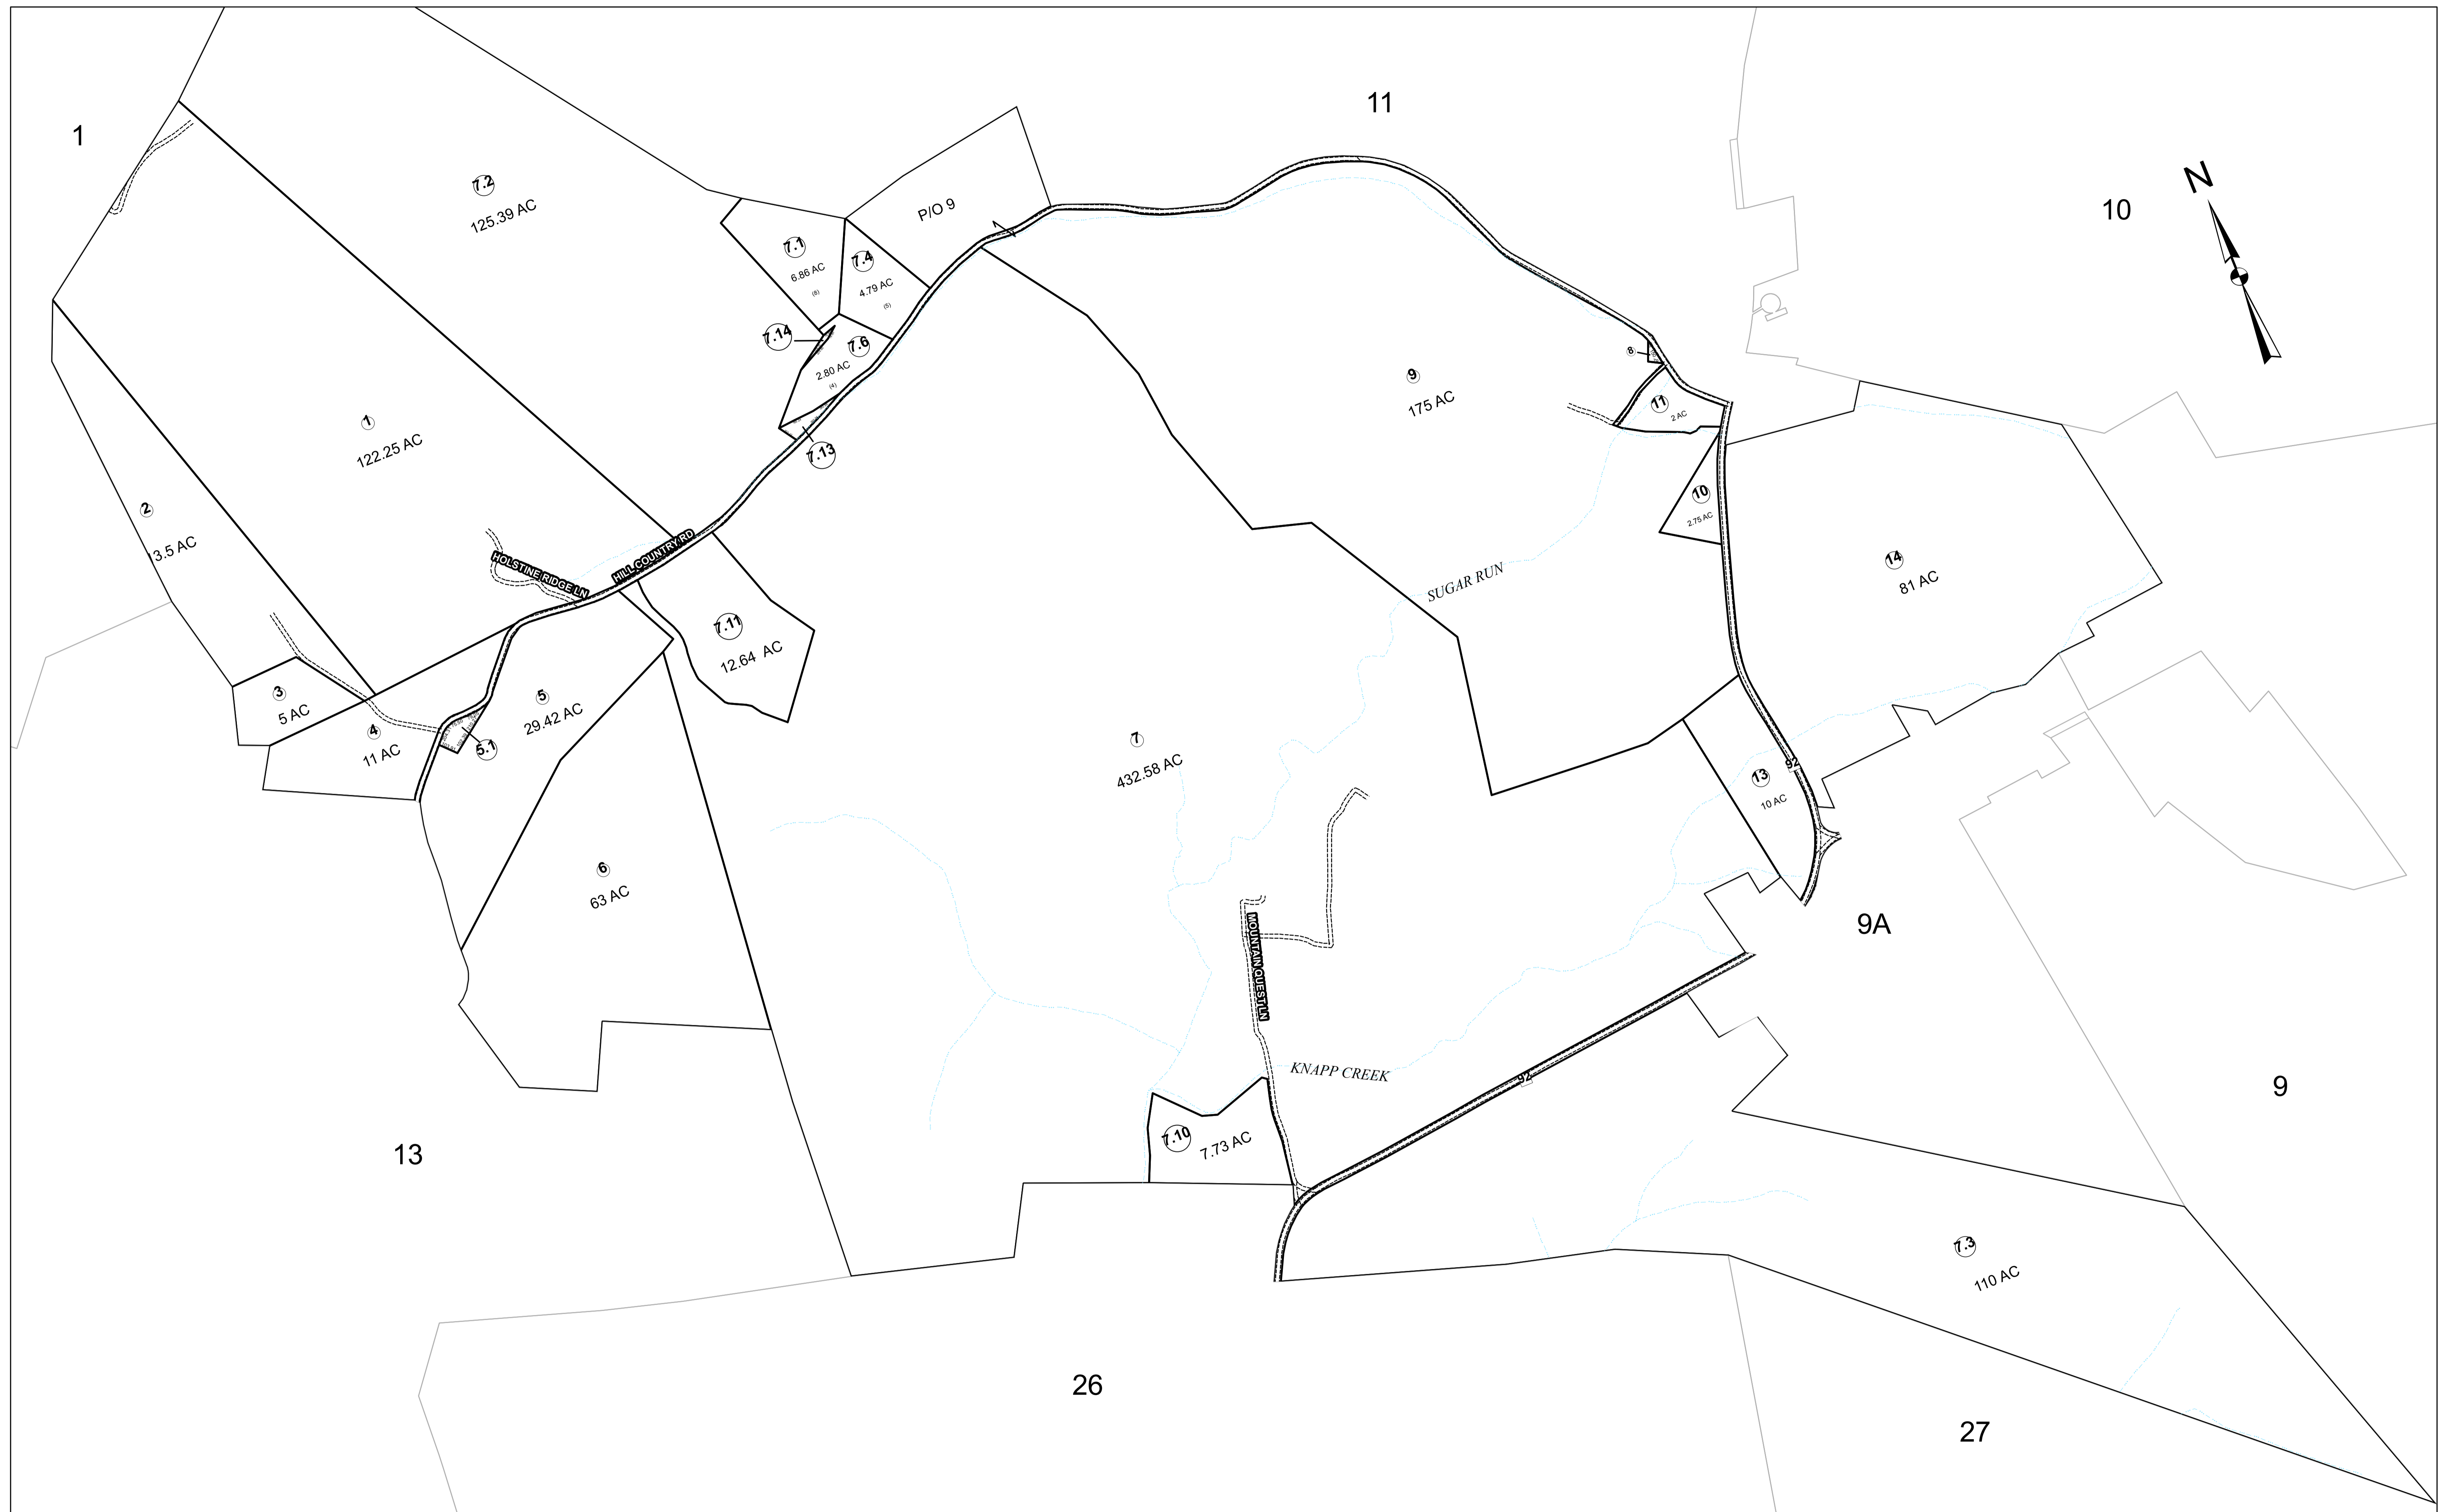 11
1
N
7.2
125.39 AC
10
P/O 9
7.1
6.86 AC
(8)
7.4
4.79 AC
(5)
7.14
7.6
2.80 AC
(4)
8
9
175 AC
11
2 AC
1
122.25 AC
7.13
10
2.75 AC
2
3.5 AC
HOLSTINE RIDGE LN
HILL COUNTRY RD
SUGAR RUN
14
81 AC
7.11
12.64 AC
3
5 AC
5
29.42 AC
4
11 AC
5.1
7
432.58 AC
92
13
10 AC
6
63 AC
9A
MOUNTAIN QUEST LN
KNAPP CREEK
92
9
7.10
7.73 AC
13
7.3
110 AC
26
27